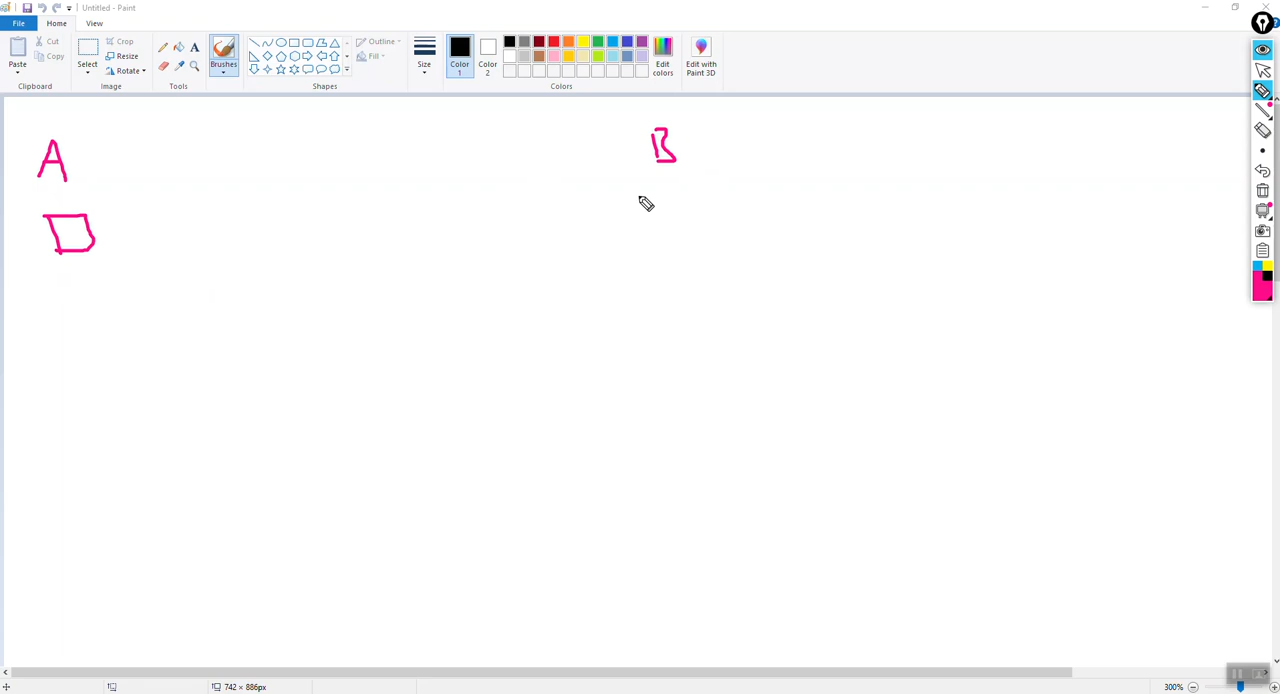 Untitled - Paint
File Home View
Paste
Cut
Copy
Clipboard
Select
Crop
Resize
Rotate
Image
A
Tools
Brushes
Shapes
Outline
Fill
Size
Color 1
Color 2
Edit colors
Colors
Edit with Paint 3D
A
B
742 × 886px
300%